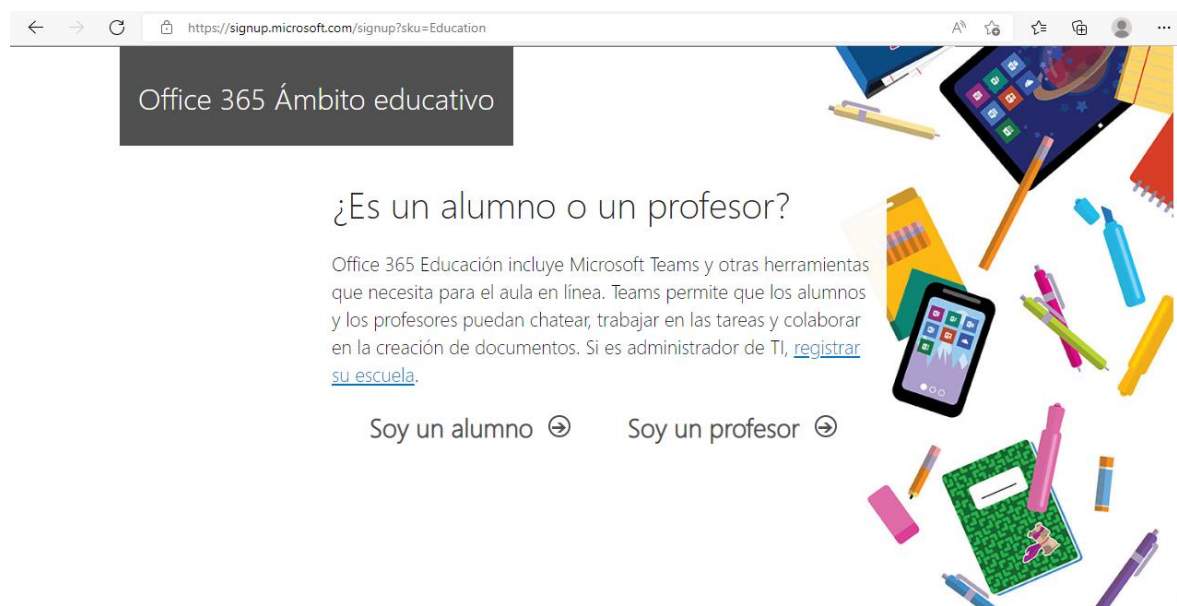 https://signup.microsoft.com/signup?sku=Education
Office 365 Ámbito educativo
¿Es un alumno o un profesor?
Office 365 Educación incluye Microsoft Teams y otras herramientas
que necesita para el aula en línea. Teams permite que los alumnos
y los profesores puedan chatear, trabajar en las tareas y colaborar
en la creación de documentos. Si es administrador de TI, registrar
su escuela.
Soy un alumno
Soy un profesor